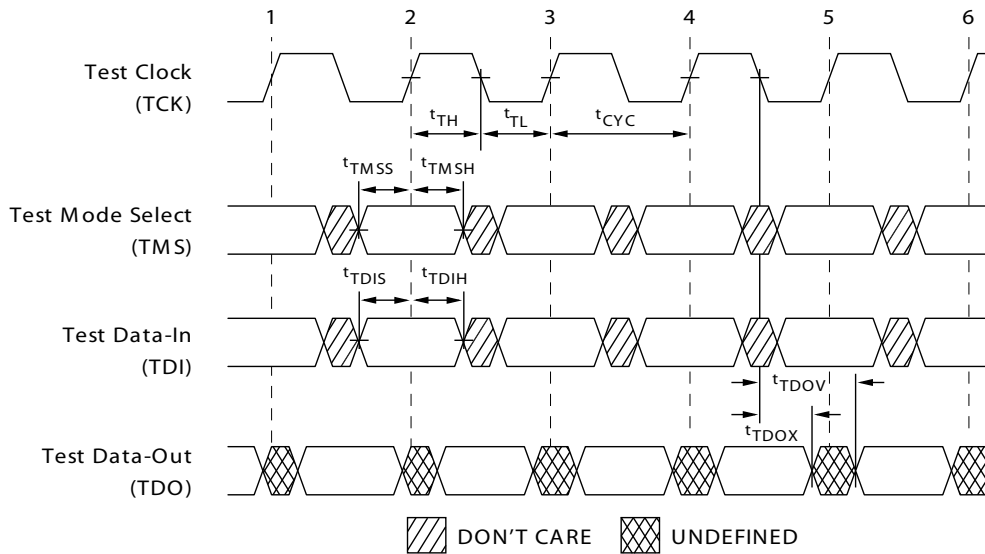 1 2 3 4 5 6
Test Clock
(TCK)
tTH tTL tCYC
tTMSS tTMSH
Test Mode Select
(TMS)
tTDIS tTDIH
Test Data-In
(TDI)
tTDOV
tTDOX
Test Data-Out
(TDO)
DON'T CARE UNDEFINED